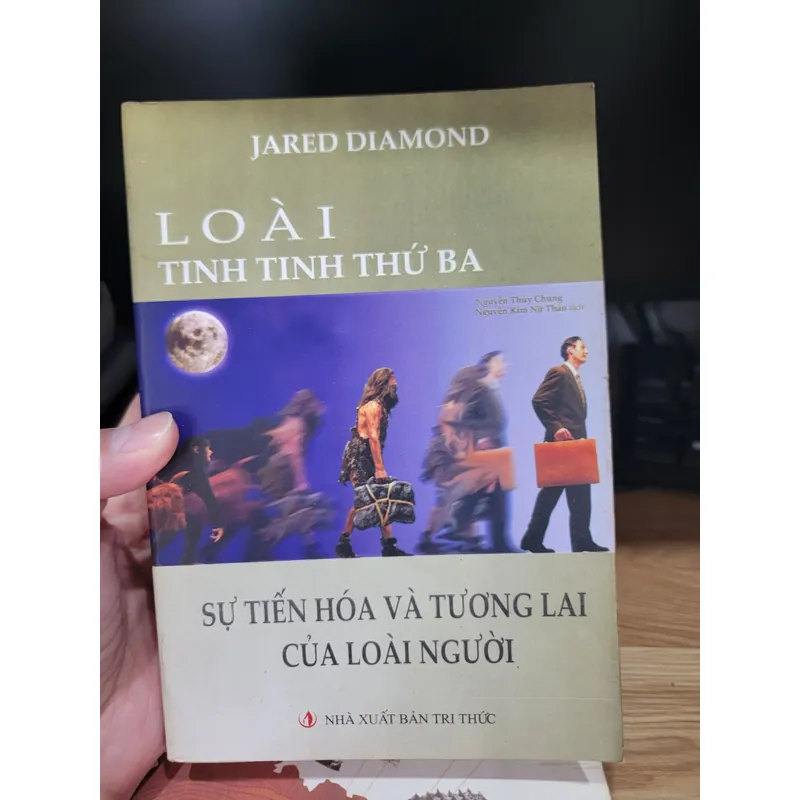 JARED DIAMOND
LOÀI
TINH TINH THỨ BA
Nguyễn Thủy Chung
Nguyễn Kim Nữ Thảo dịch
SỰ TIẾN HÓA VÀ TƯƠNG LAI
CỦA LOÀI NGƯỜI
NHÀ XUẤT BẢN TRI THỨC